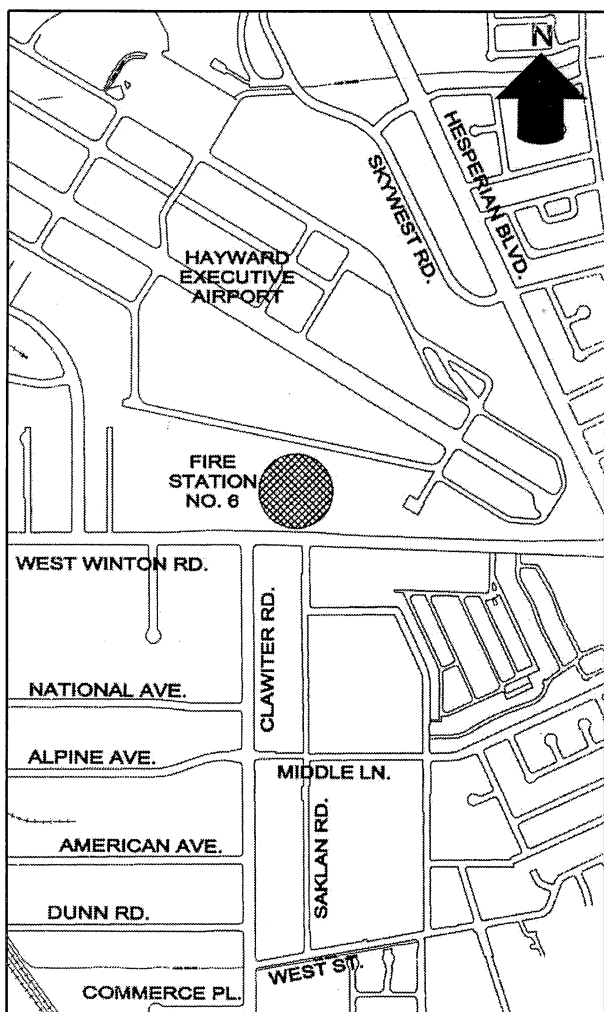 N
HESPERIAN BLVD.
SKYWEST RD.
HAYWARD
EXECUTIVE
AIRPORT
FIRE
STATION
NO. 6
WEST WINTON RD.
CLAWITER RD.
NATIONAL AVE.
ALPINE AVE.
MIDDLE LN.
SAKLAN RD.
AMERICAN AVE.
DUNN RD.
WEST ST.
COMMERCE PL.